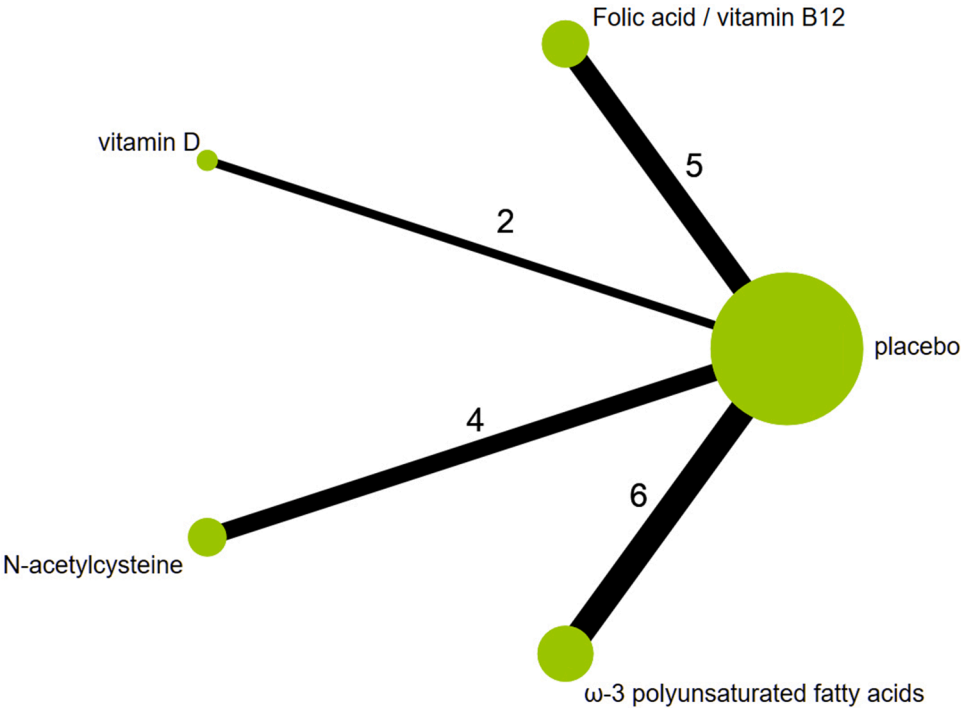 Folic acid / vitamin B12
vitamin D
5
2
placebo
4
6
N-acetylcysteine
ω-3 polyunsaturated fatty acids